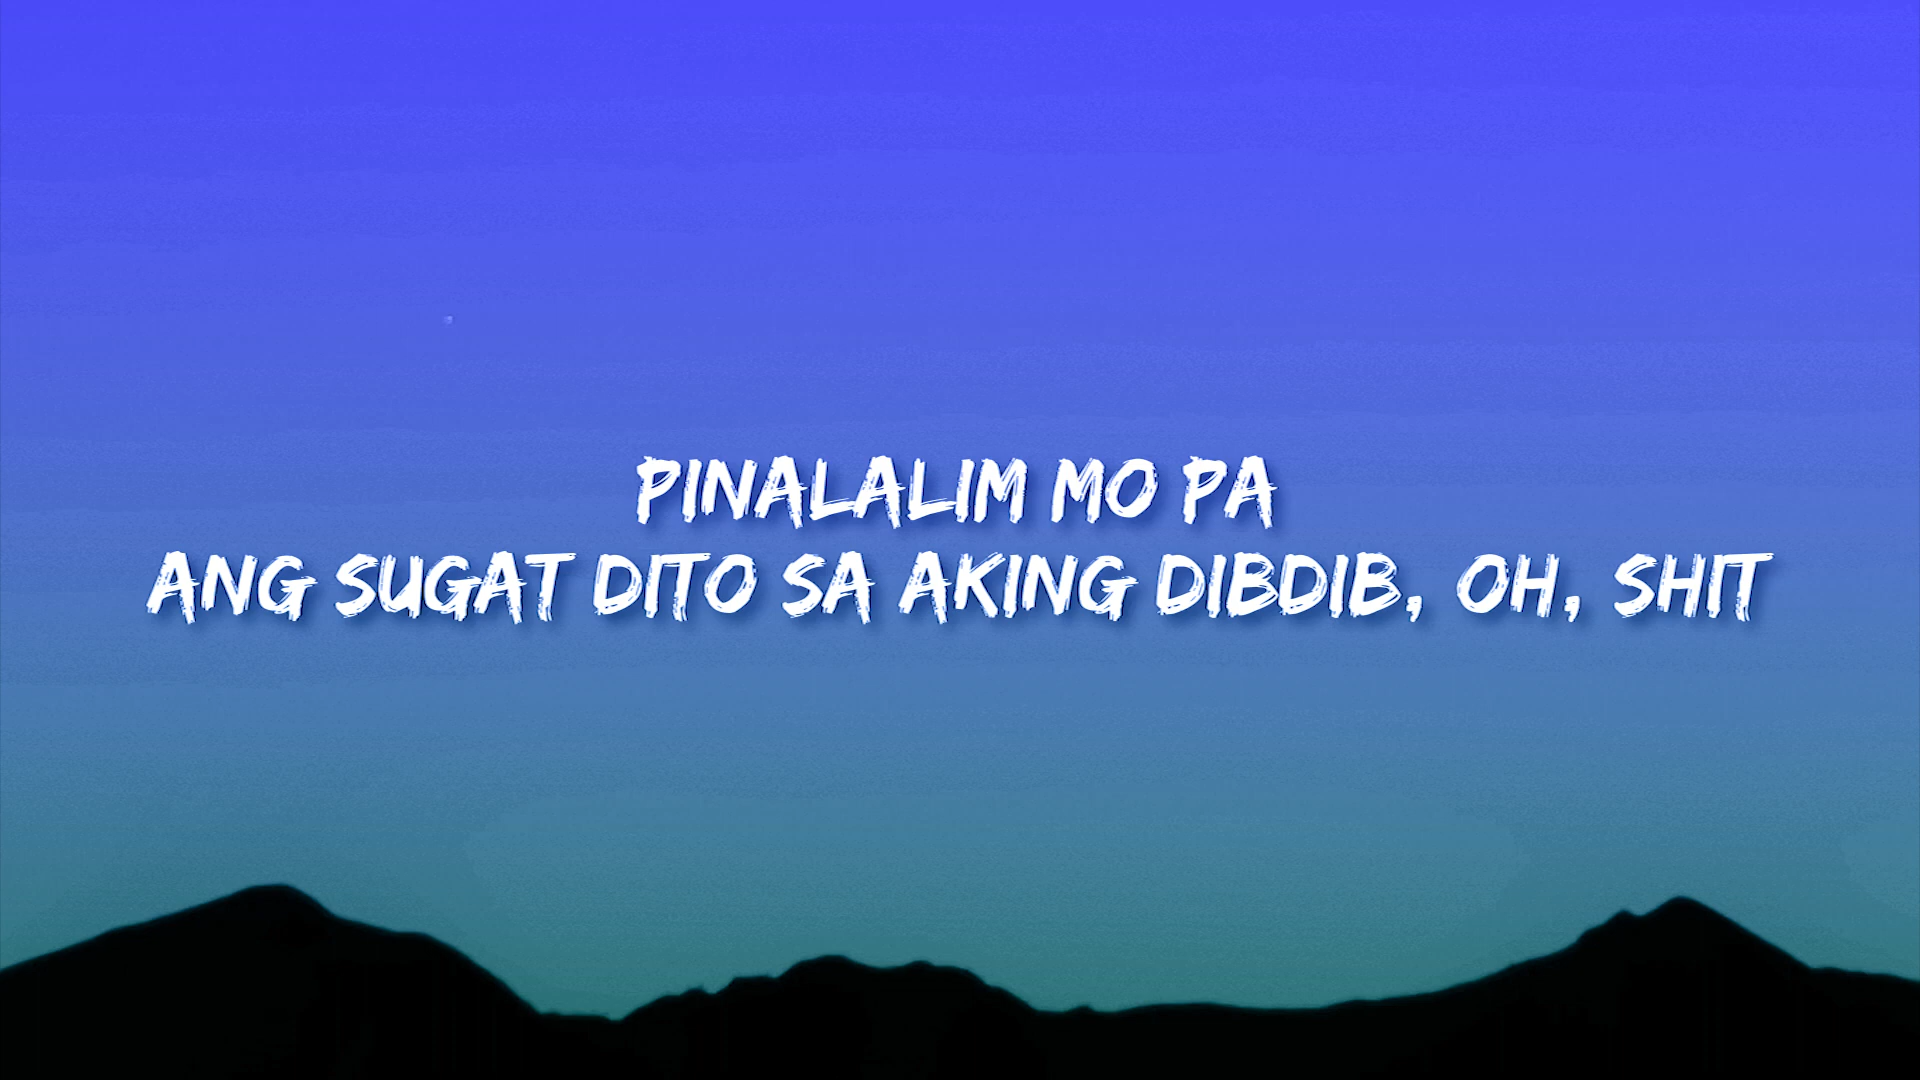 PINALALIM MO PA
ANG SUGAT DITO SA AKING DIBDIB, OH, SHIT